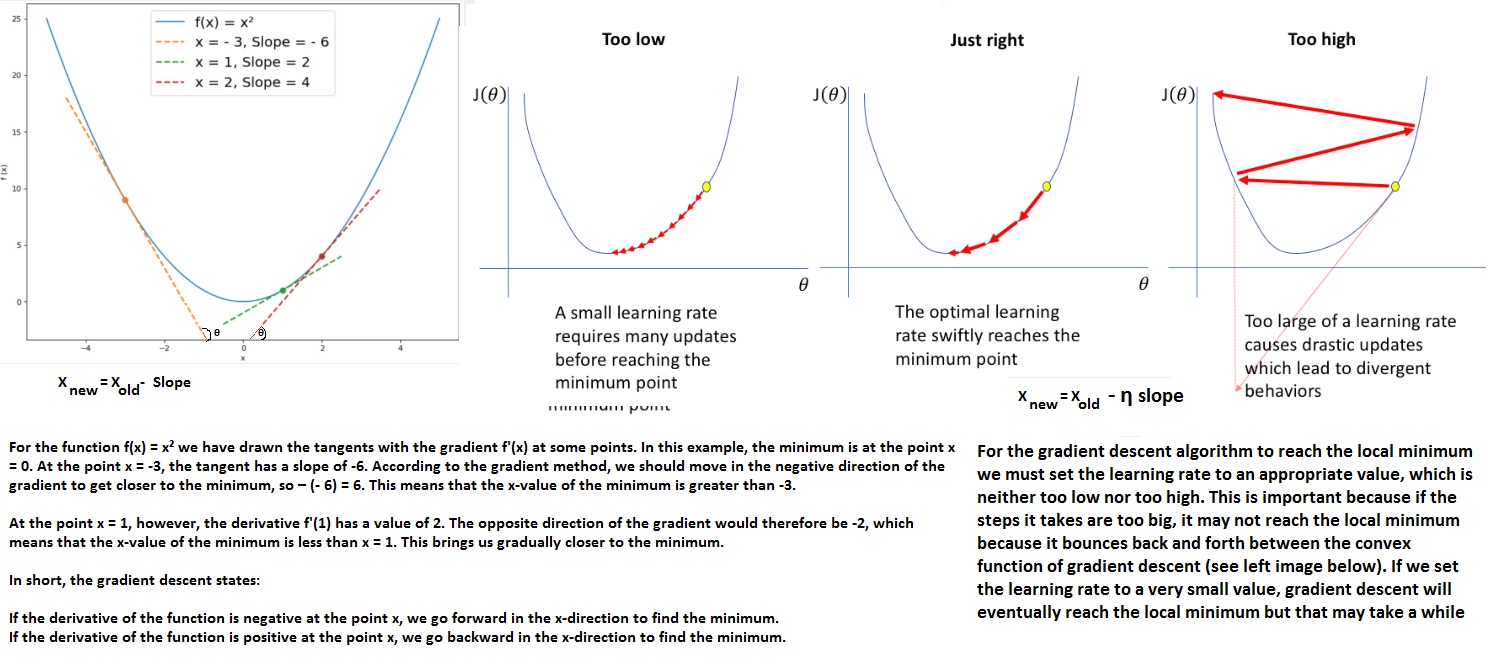 f(x) = x²
x = - 3, Slope = - 6
x = 1, Slope = 2
x = 2, Slope = 4
25
20
15
10
5
0
f (x)
−4
−2
0
2
4
x
θ
θ
X new = X old - Slope
Too low
J(θ)
θ
A small learning rate
requires many updates
before reaching the
minimum point
minimum point
Just right
J(θ)
θ
The optimal learning
rate swiftly reaches the
minimum point
Too high
J(θ)
Too large of a learning rate
causes drastic updates
which lead to divergent
behaviors
X new = X old - η slope
For the function f(x) = x² we have drawn the tangents with the gradient f'(x) at some points. In this example, the minimum is at the point x
= 0. At the point x = -3, the tangent has a slope of -6. According to the gradient method, we should move in the negative direction of the
gradient to get closer to the minimum, so – (- 6) = 6. This means that the x-value of the minimum is greater than -3.
At the point x = 1, however, the derivative f'(1) has a value of 2. The opposite direction of the gradient would therefore be -2, which
means that the x-value of the minimum is less than x = 1. This brings us gradually closer to the minimum.
In short, the gradient descent states:
If the derivative of the function is negative at the point x, we go forward in the x-direction to find the minimum.
If the derivative of the function is positive at the point x, we go backward in the x-direction to find the minimum.
For the gradient descent algorithm to reach the local minimum
we must set the learning rate to an appropriate value, which is
neither too low nor too high. This is important because if the
steps it takes are too big, it may not reach the local minimum
because it bounces back and forth between the convex
function of gradient descent (see left image below). If we set
the learning rate to a very small value, gradient descent will
eventually reach the local minimum but that may take a while